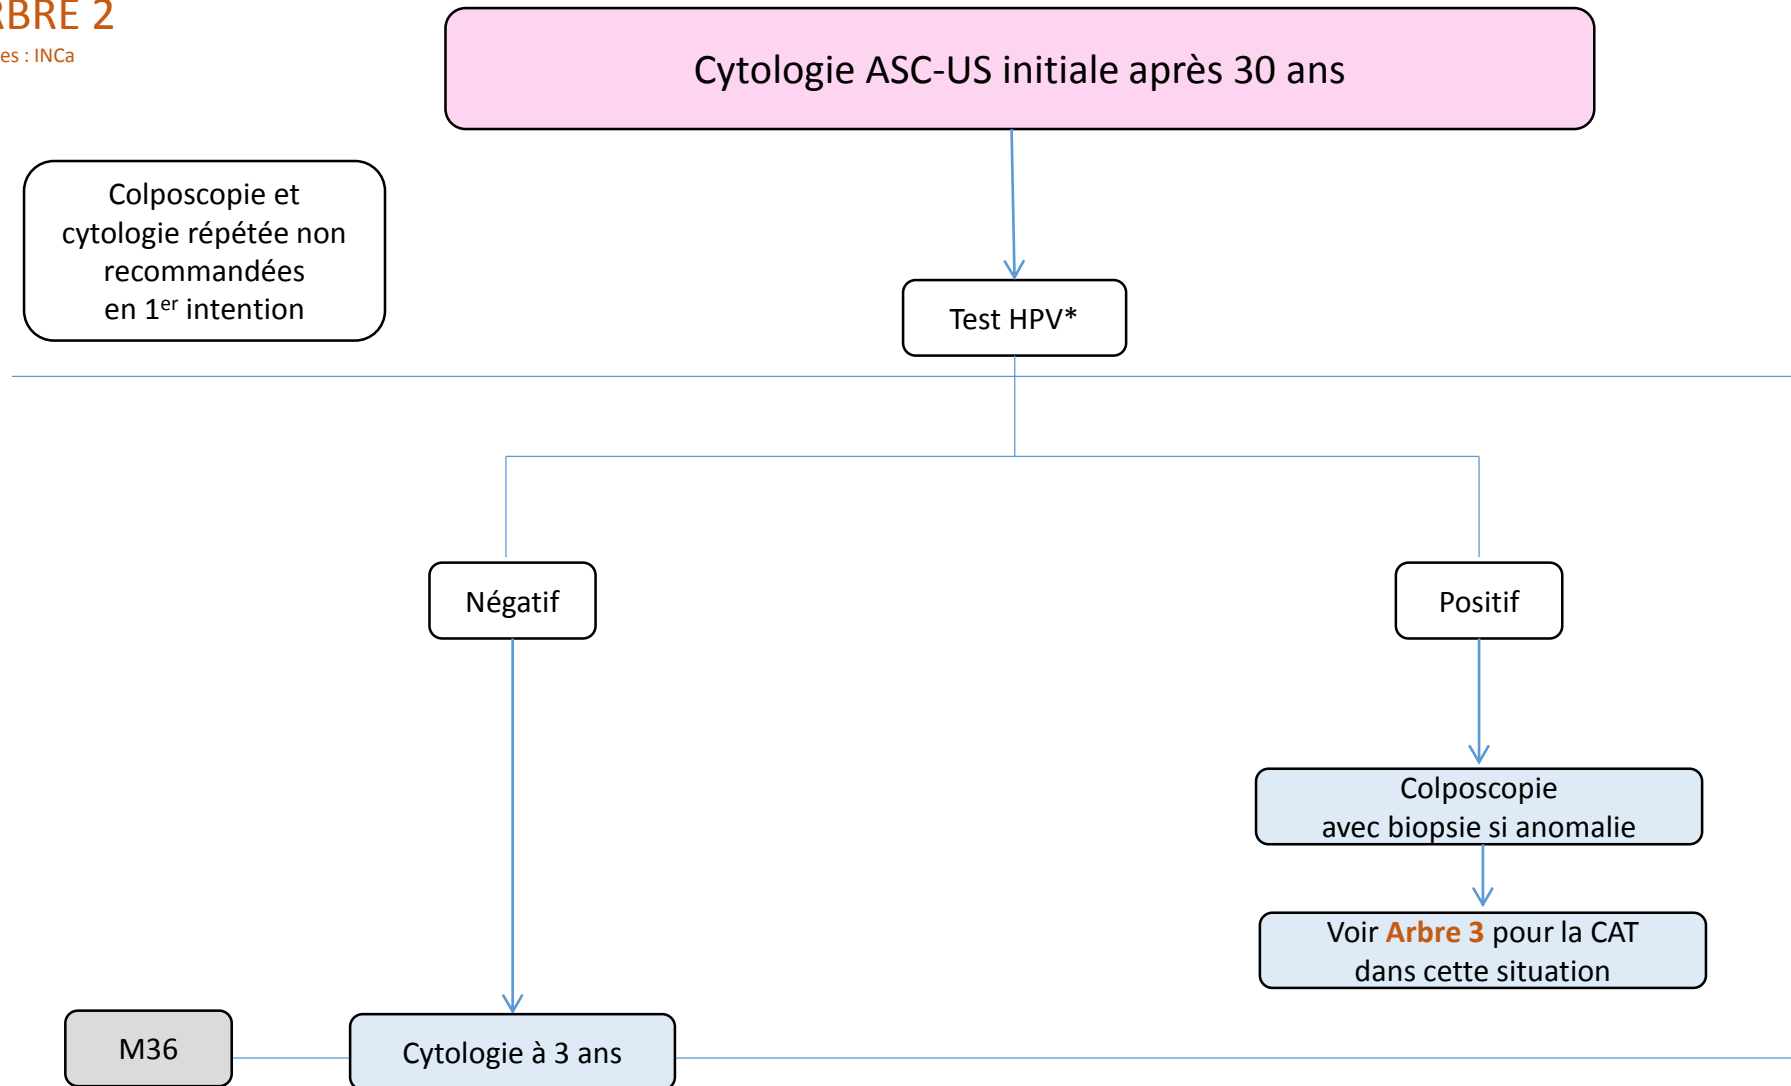 RBRE 2
es : INCa
Cytologie ASC-US initiale après 30 ans
Colposcopie et
cytologie répétée non
recommandées
en 1er intention
Test HPV*
Négatif
Positif
Colposcopie
avec biopsie si anomalie
Voir Arbre 3 pour la CAT
dans cette situation
M36
Cytologie à 3 ans